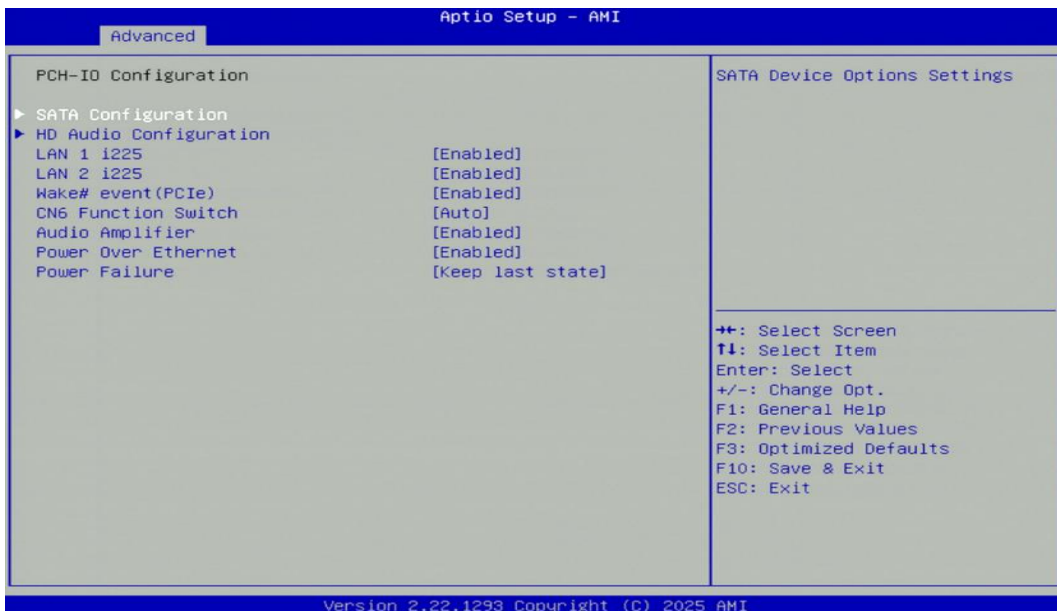 Aptio Setup – AMI
Advanced
PCH-IO Configuration
► SATA Configuration
► HD Audio Configuration
LAN 1 i225 [Enabled]
LAN 2 i225 [Enabled]
Wake# event(PCIe) [Enabled]
CN6 Function Switch [Auto]
Audio Amplifier [Enabled]
Power Over Ethernet [Enabled]
Power Failure [Keep last state]
SATA Device Options Settings
→←: Select Screen
↑↓: Select Item
Enter: Select
+/-: Change Opt.
F1: General Help
F2: Previous Values
F3: Optimized Defaults
F10: Save & Exit
ESC: Exit
Version 2.22.1293 Copyright (C) 2025 AMI